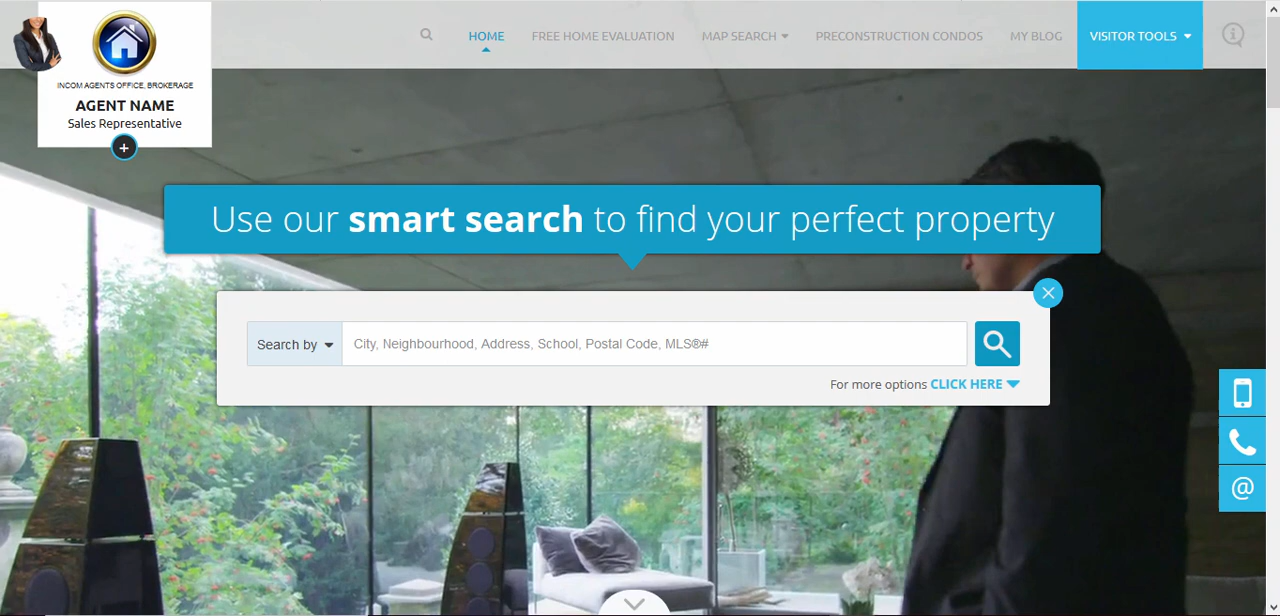 INCOM AGENTS OFFICE, BROKERAGE
AGENT NAME
Sales Representative
HOME
FREE HOME EVALUATION
MAP SEARCH
PRECONSTRUCTION CONDOS
MY BLOG
VISITOR TOOLS
Use our smart search to find your perfect property
Search by
City, Neighbourhood, Address, School, Postal Code, MLS®#
For more options CLICK HERE
@